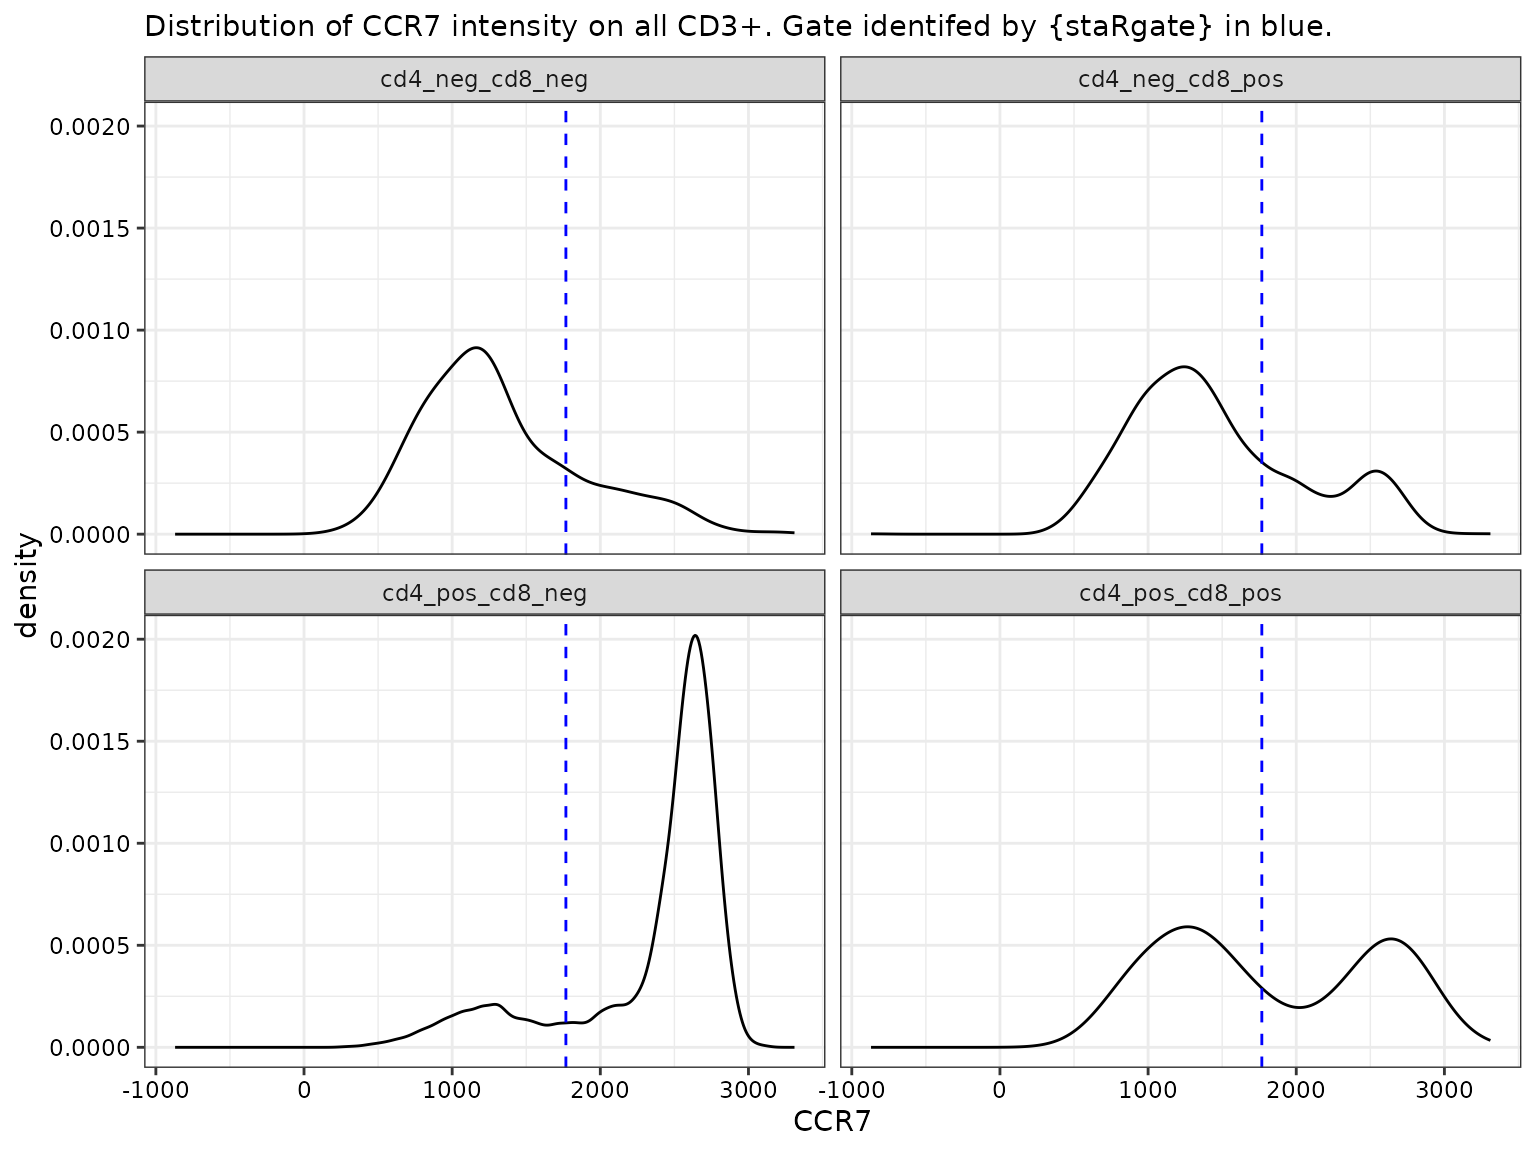 Distribution of CCR7 intensity on all CD3+. Gate identifed by {staRgate} in blue.
cd4_neg_cd8_neg
cd4_neg_cd8_pos
0.0020
0.0015
0.0010
0.0005
0.0000
density
cd4_pos_cd8_neg
cd4_pos_cd8_pos
0.0020
0.0015
0.0010
0.0005
0.0000
-1000 0 1000 2000 3000
-1000 0 1000 2000 3000
CCR7